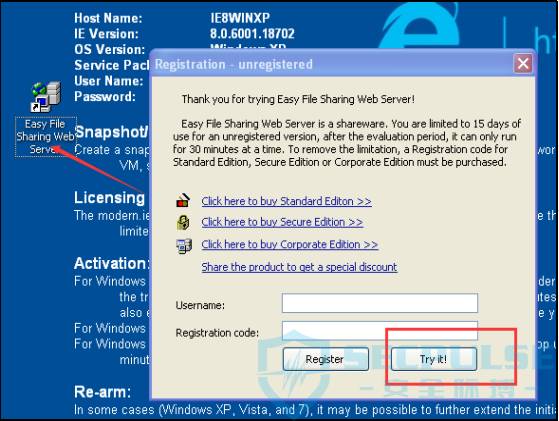 Host Name: IE8WINXP
IE Version: 8.0.6001.18702
OS Version: Windows XP
Service Pack
User Name:
Password:
Easy File
Sharing Web
Server
Snapshot/
Create a snap
VM, s
Licensing
The modern.ie
limite
Activation:
For Windows
the tr
also e
For Windows
For Windows
minut
Re-arm:
In some cases (Windows XP, Vista, and 7), it may be possible to further extend the initi
Registration - unregistered
Thank you for trying Easy File Sharing Web Server!
Easy File Sharing Web Server is a shareware. You are limited to 15 days of
use for an unregistered version, after the evaluation period, it can only run
for 30 minutes at a time. To remove the limitation, a Registration code for
Standard Edition, Secure Edition or Corporate Edition must be purchased.
Click here to buy Standard Editon >>
Click here to buy Secure Edition >>
Click here to buy Corporate Edition >>
Share the product to get a special discount
Username:
Registration code:
Register
Try it!
SECPULSE
安全脉搏